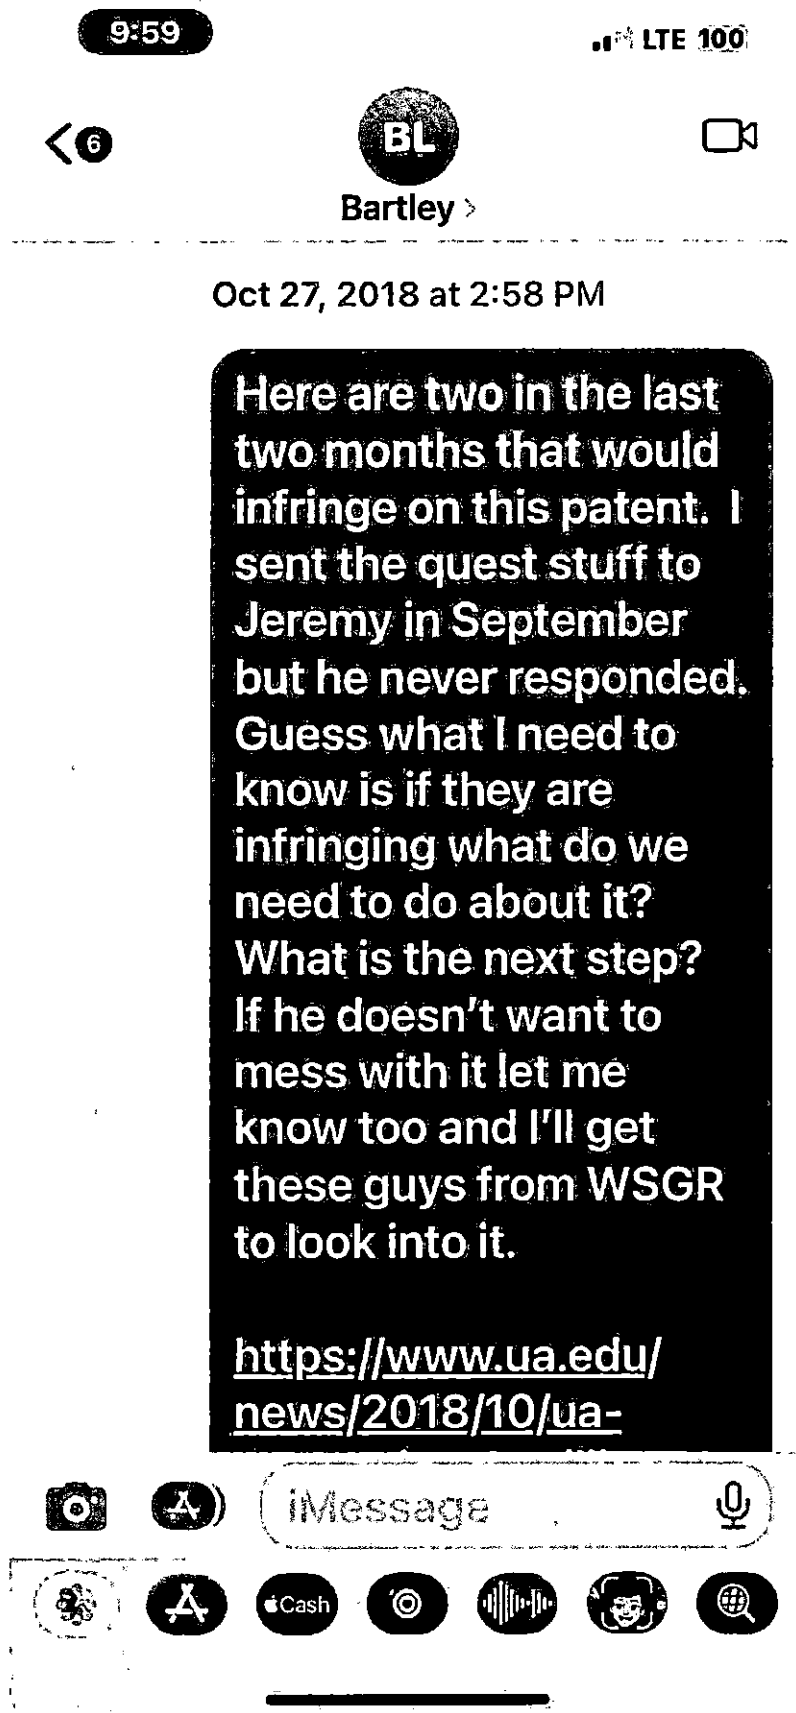 9:59
LTE 100
6
BL
Bartley >
Oct 27, 2018 at 2:58 PM
Here are two in the last
two months that would
infringe on this patent.  I
sent the quest stuff to
Jeremy in September
but he never responded.
Guess what I need to
know is if they are
infringing what do we
need to do about it?
What is the next step?
If he doesn't want to
mess with it let me
know too and I'll get
these guys from WSGR
to look into it.
https://www.ua.edu/
news/2018/10/ua-
iMessage
Cash